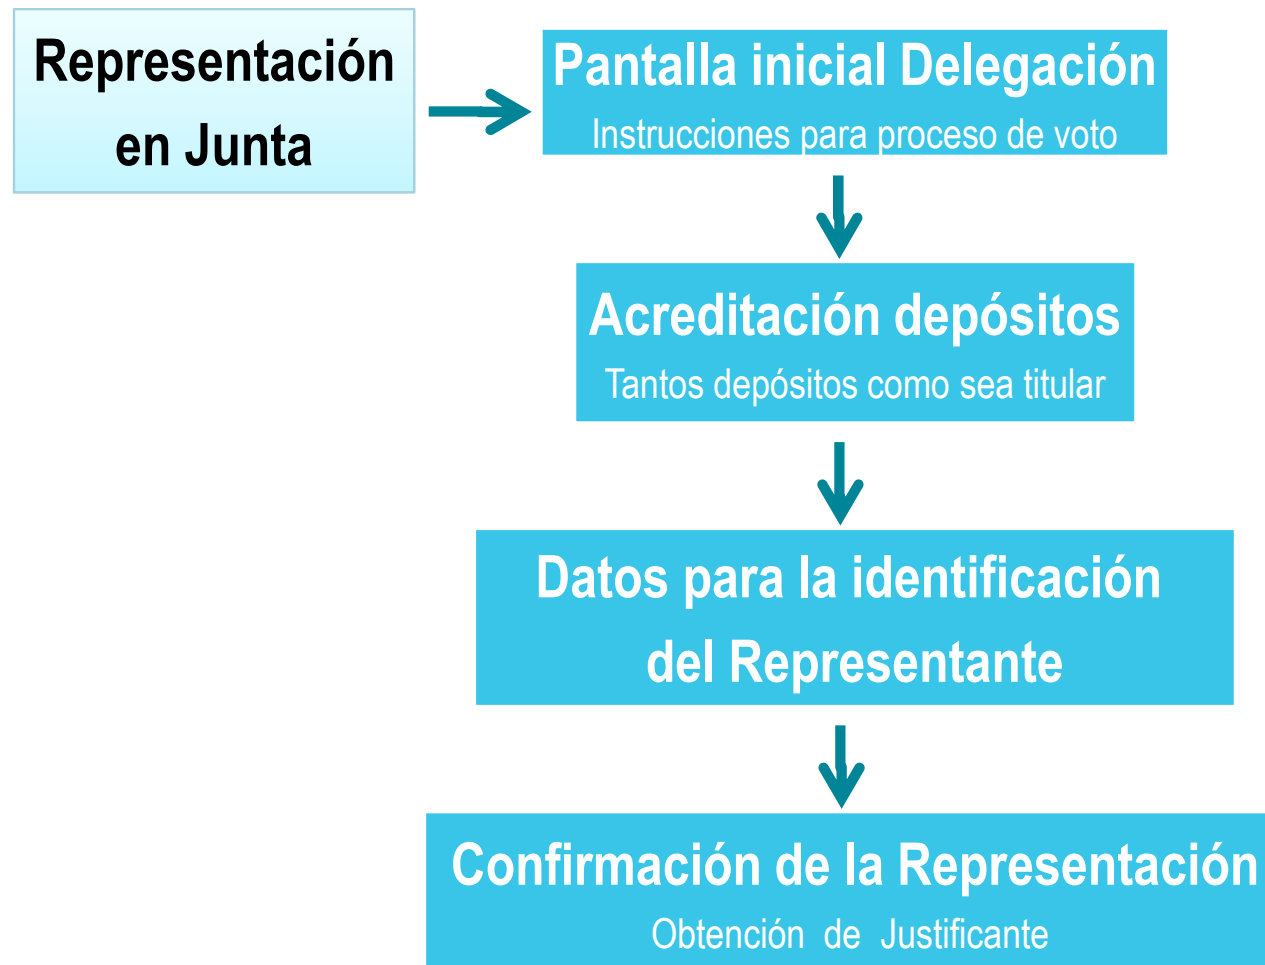 Representación
en Junta
Pantalla inicial Delegación
Instrucciones para proceso de voto
Acreditación depósitos
Tantos depósitos como sea titular
Datos para la identificación
del Representante
Confirmación de la Representación
Obtención de Justificante